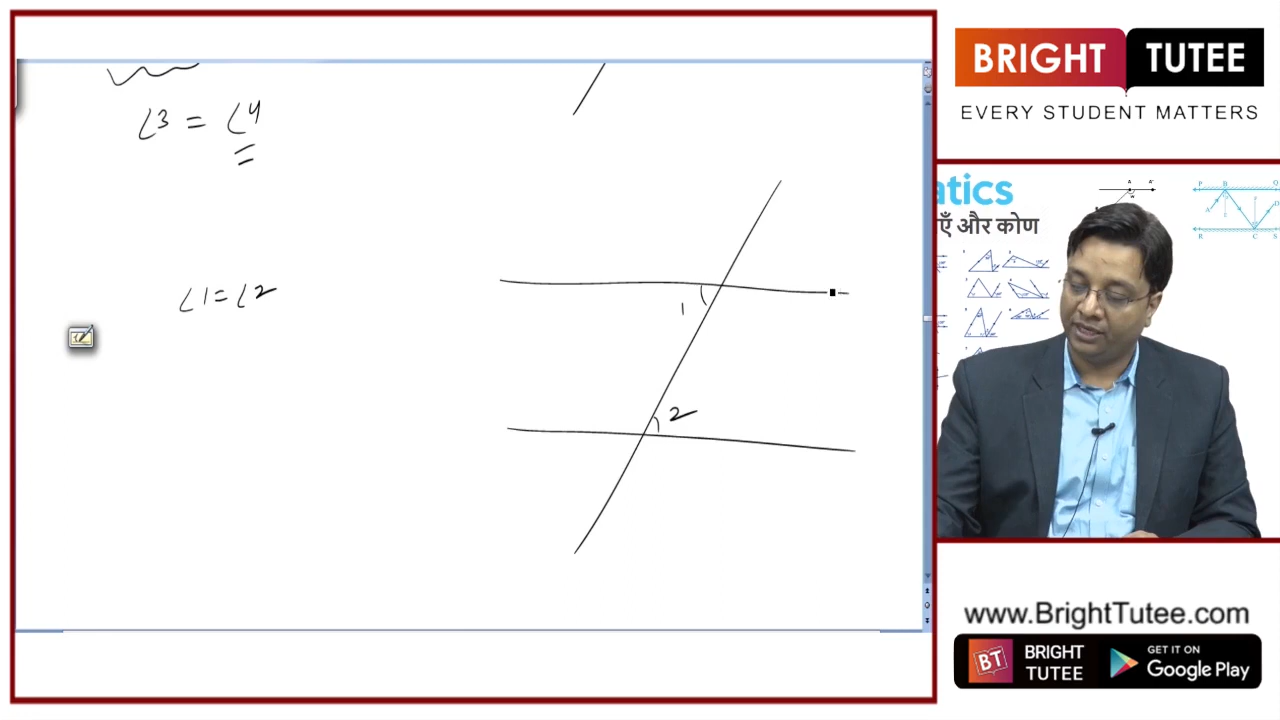 ∠3 = ∠4
∠1 = ∠2
1
2
BRIGHT TUTEE
EVERY STUDENT MATTERS
atics
एँ और कोण
www.BrightTutee.com
BT
BRIGHT
TUTEE
GET IT ON
Google Play